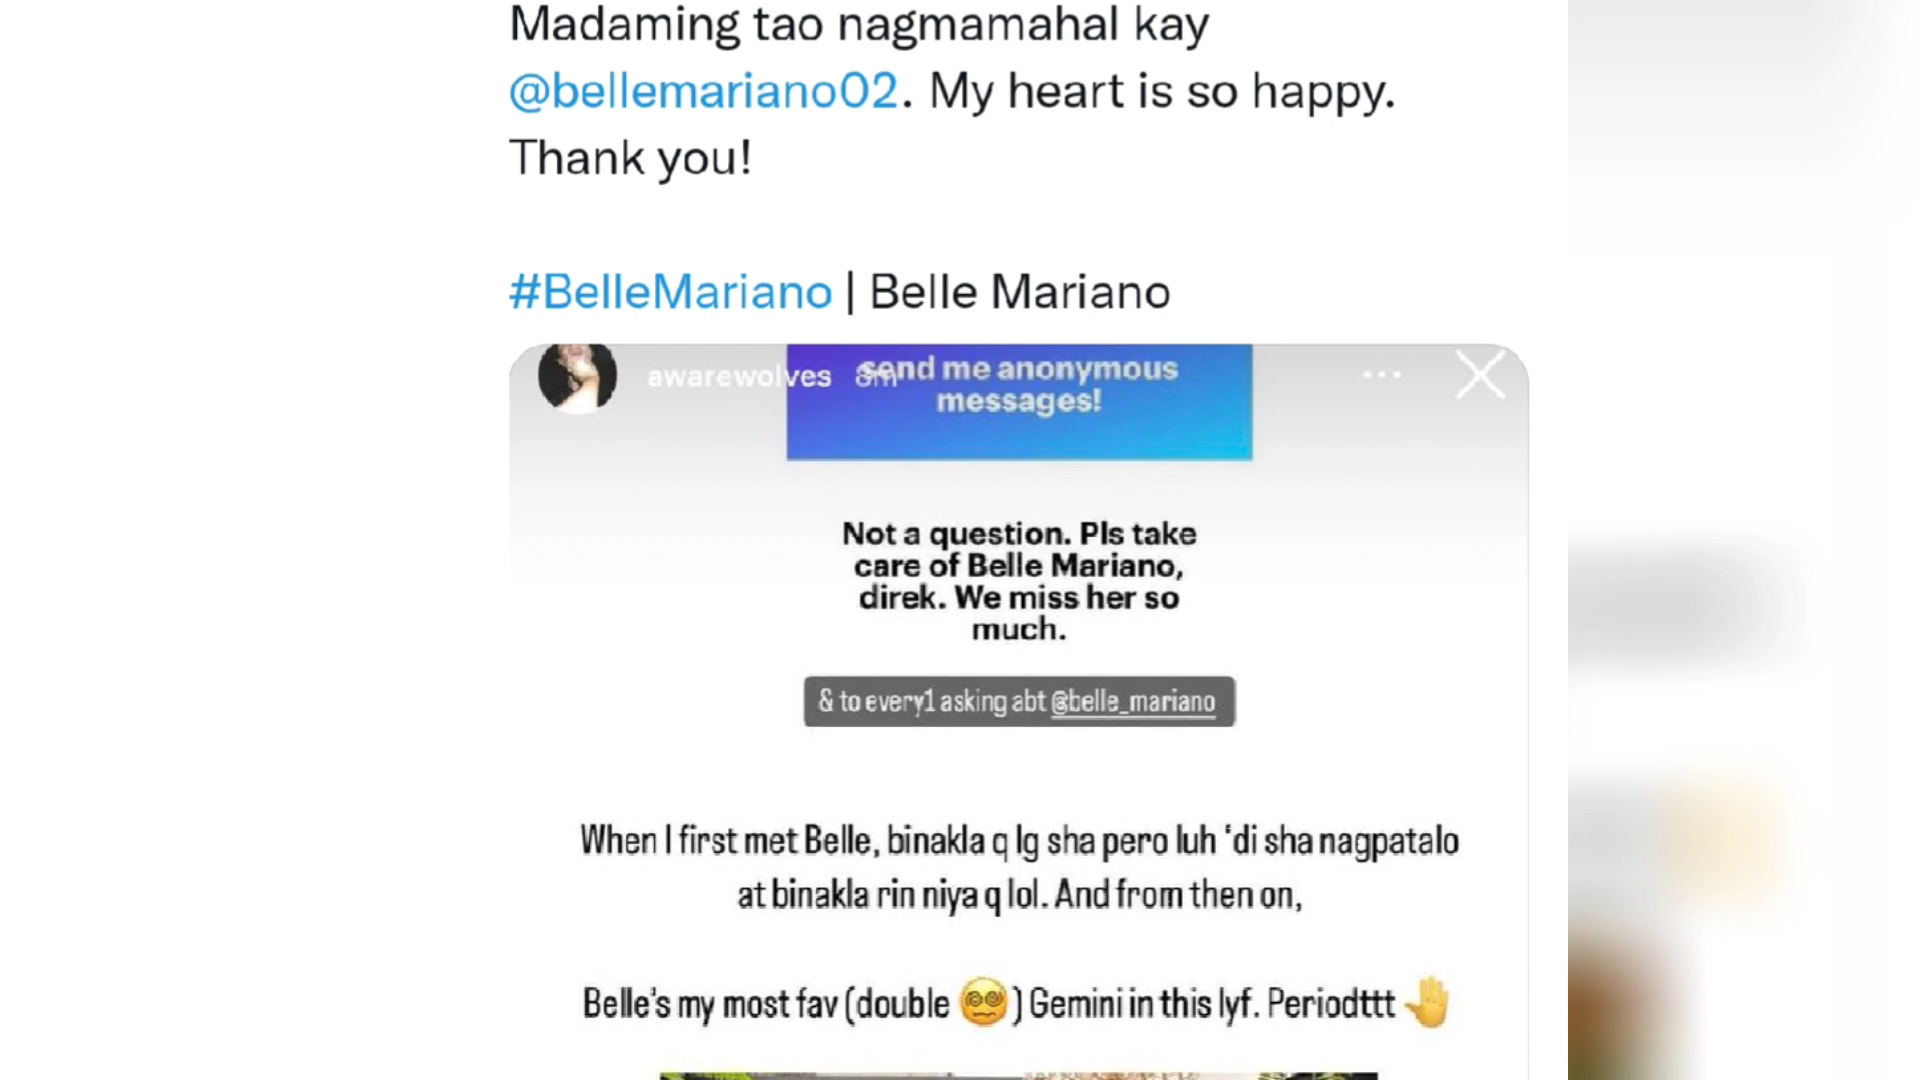 Madaming tao nagmamahal kay
@bellemariano02. My heart is so happy.
Thank you!
#BelleMariano | Belle Mariano
awarewolves 8m
send me anonymous
messages!
Not a question. Pls take
care of Belle Mariano,
direk. We miss her so
much.
& to every1 asking abt @belle_mariano
When I first met Belle, binakla q lg sha pero luh ‘di sha nagpatalo
at binakla rin niya q lol. And from then on,
Belle's my most fav (double 😵‍💫) Gemini in this lyf. Periodttt 🤚